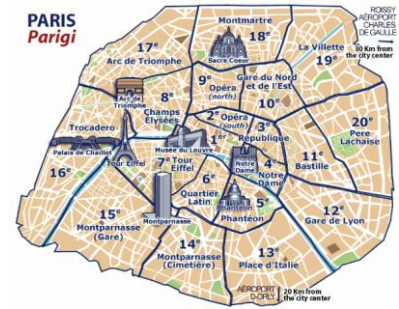 PARIS
Parigi
ROISSY
AÉROPORT
CHARLES
DE GAULLE
30 Km from
the city center
Montmartre
18e
Sacre Coeur
17e
Arc de Triomphe
La Villette
19e
9e
Opéra
(north)
Gare du Nord
et de l'Est
10e
Arc de
Triomphe
8e
Champs
Élysées
2e Opéra
(south)
3e
République
20e
Pere
Lachaise
Trocadero
1er
Palais de Chaillot
Tour Eiffel
Musée du Louvre
11e
Bastille
16e
7e Tour
Eiffel
Notre
Dame
4e
Notre
Dame
6e
Quartier
Latin
Phanteon
5e
Phanteon
12e
Gare de Lyon
15e
Montparnasse
(Gare)
Montparnasse
14e
Montparnasse
(Cimetière)
13e
Place d'Italie
AÉROPORT
D'ORLY
20 Km from
the city center